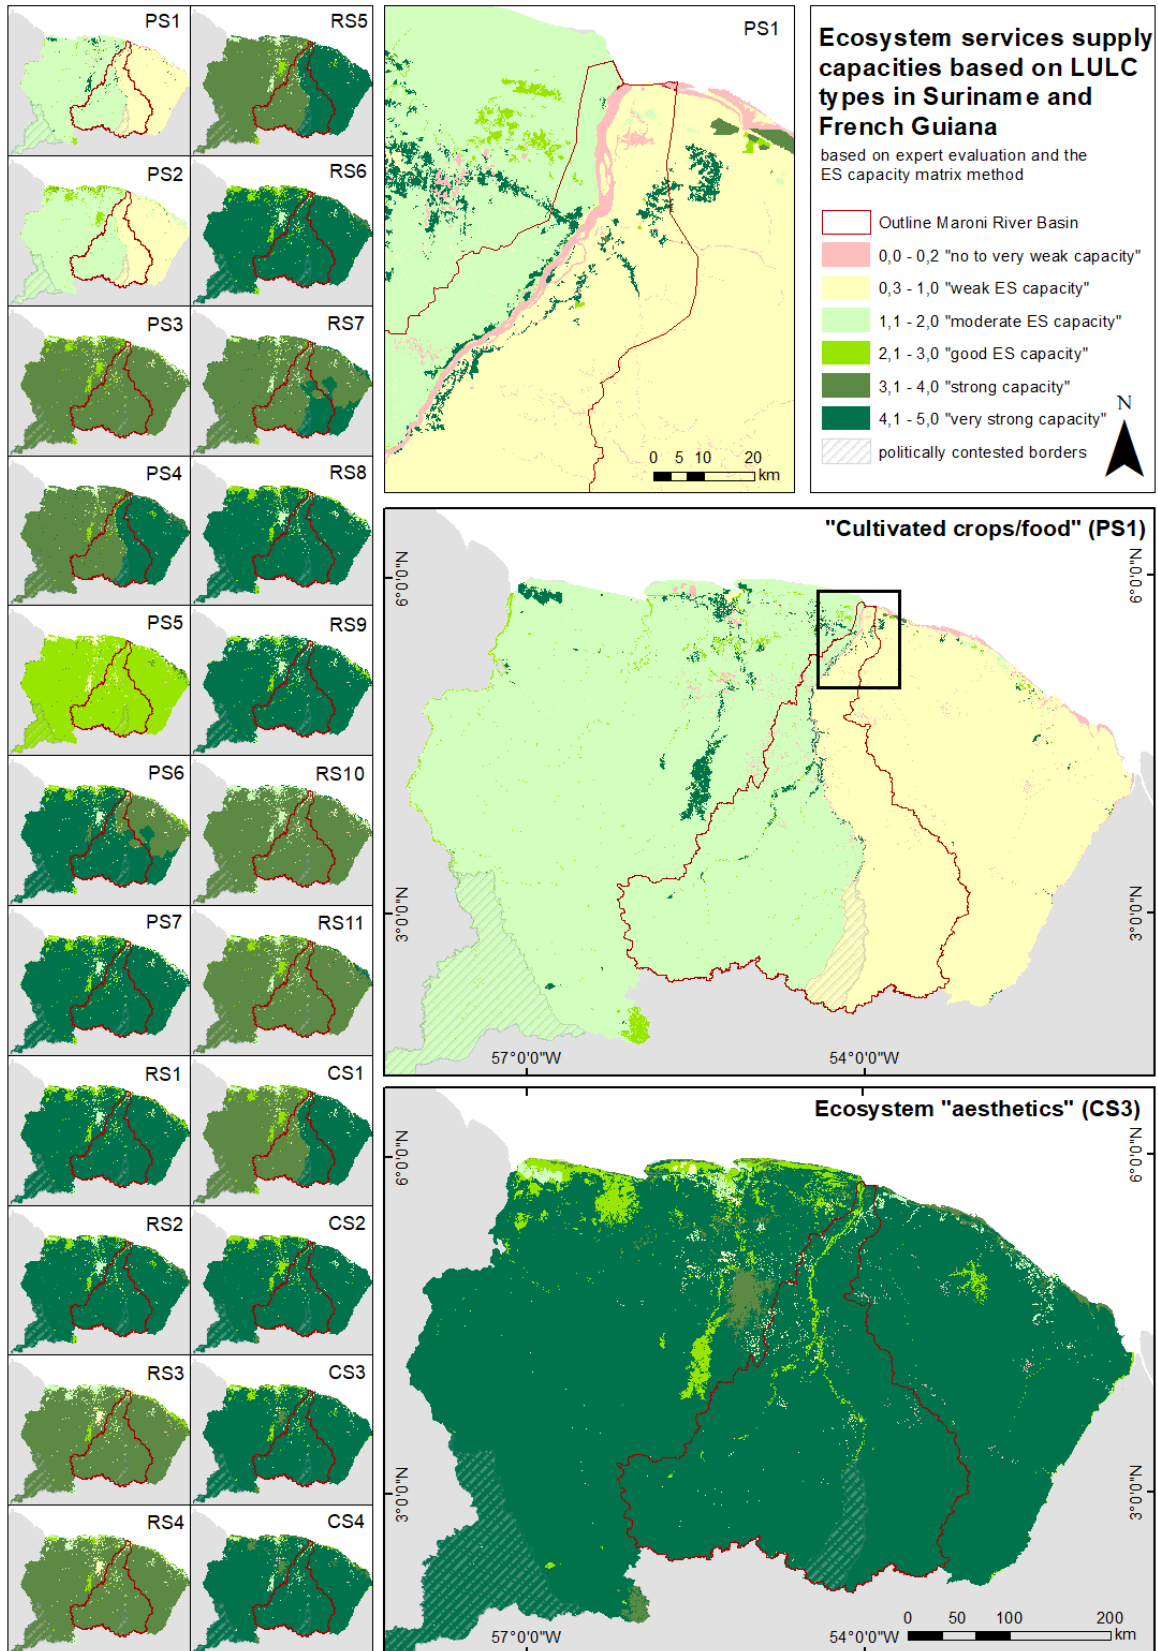 PS1
RS5
PS2
RS6
PS3
RS7
PS4
RS8
PS5
RS9
PS6
RS10
PS7
RS11
RS1
CS1
RS2
CS2
RS3
CS3
RS4
CS4
PS1
0 5 10 20
km
Ecosystem services supply
capacities based on LULC
types in Suriname and
French Guiana
based on expert evaluation and the
ES capacity matrix method
Outline Maroni River Basin
0,0 - 0,2 "no to very weak capacity"
0,3 - 1,0 "weak ES capacity"
1,1 - 2,0 "moderate ES capacity"
2,1 - 3,0 "good ES capacity"
3,1 - 4,0 "strong capacity"
4,1 - 5,0 "very strong capacity"
politically contested borders
N
"Cultivated crops/food" (PS1)
6°0'0"N
6°0'0"N
3°0'0"N
3°0'0"N
57°0'0"W
54°0'0"W
Ecosystem "aesthetics" (CS3)
6°0'0"N
6°0'0"N
3°0'0"N
3°0'0"N
0 50 100 200
km
57°0'0"W
54°0'0"W